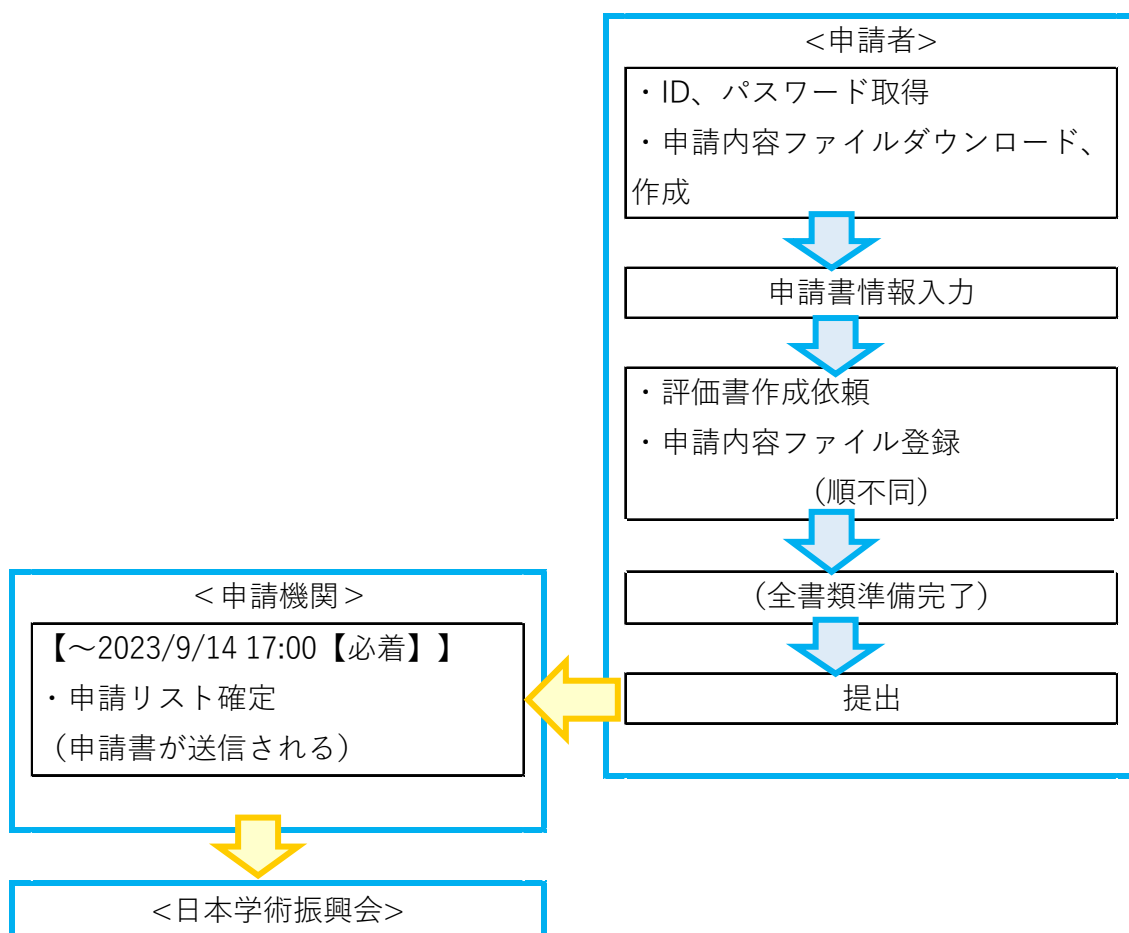 <申請者>
・ID、パスワード取得
・申請内容ファイルダウンロード、
作成
申請書情報入力
・評価書作成依頼
・申請内容ファイル登録
（順不同）
（全書類準備完了）
提出
＜申請機関＞
【～2023/9/14 17:00【必着】】
・申請リスト確定
（申請書が送信される）
<日本学術振興会>